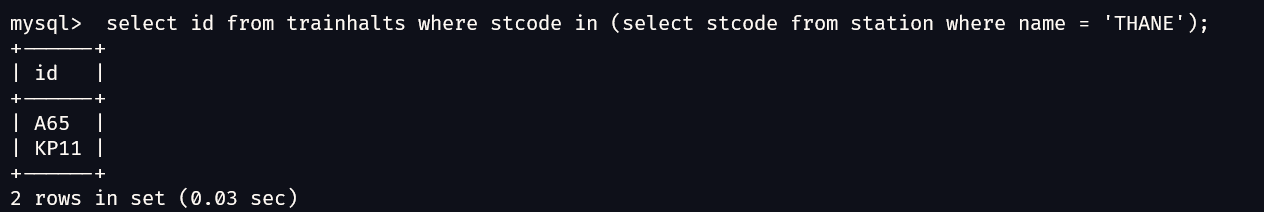 mysql>  select id from trainhalts where stcode in (select stcode from station where name = 'THANE');
+------+
| id   |
+------+
| A65  |
| KP11 |
+------+
2 rows in set (0.03 sec)